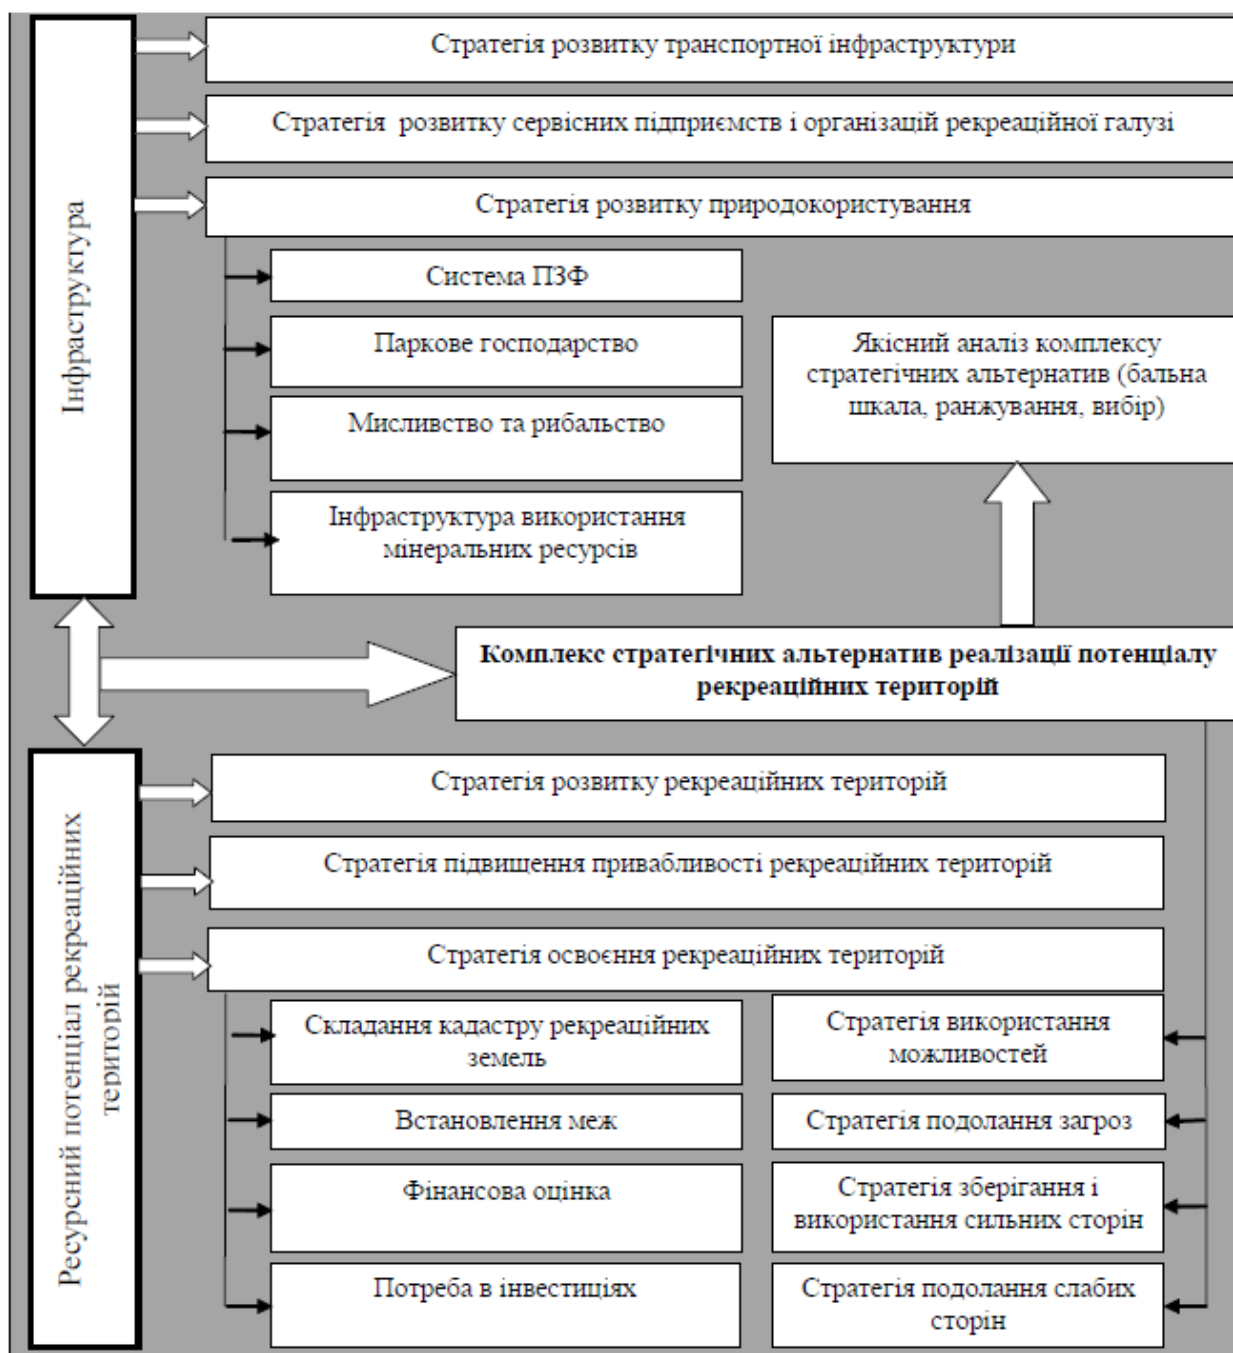 Інфраструктура
Стратегія розвитку транспортної інфраструктури
Стратегія розвитку сервісних підприємств і організацій рекреаційної галузі
Стратегія розвитку природокористування
Система ПЗФ
Паркове господарство
Мисливство та рибальство
Інфраструктура використання
мінеральних ресурсів
Якісний аналіз комплексу
стратегічних альтернатив (бальна
шкала, ранжування, вибір)
Комплекс стратегічних альтернатив реалізації потенціалу
рекреаційних територій
Ресурсний потенціал рекреаційних
територій
Стратегія розвитку рекреаційних територій
Стратегія підвищення привабливості рекреаційних територій
Стратегія освоєння рекреаційних територій
Складання кадастру рекреаційних
земель
Встановлення меж
Фінансова оцінка
Потреба в інвестиціях
Стратегія використання
можливостей
Стратегія подолання загроз
Стратегія зберігання і
використання сильних сторін
Стратегія подолання слабих
сторін